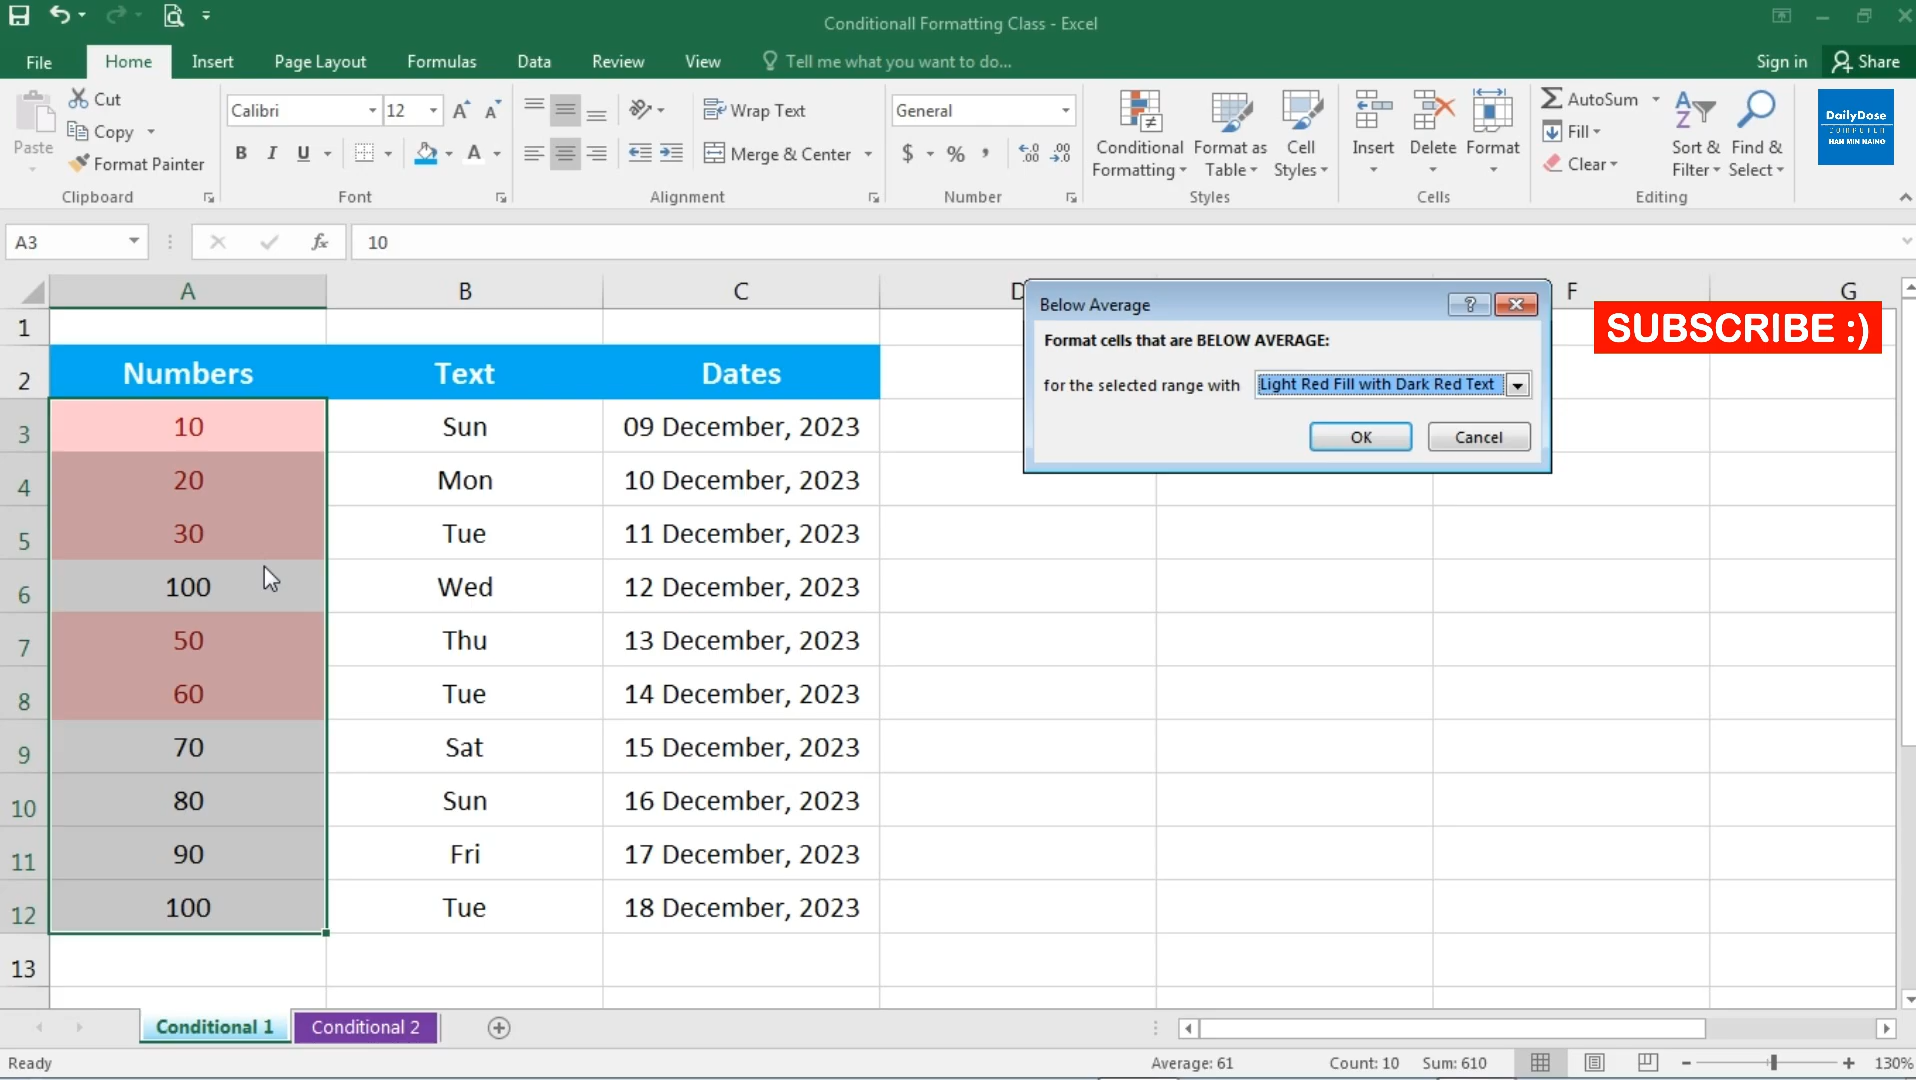 Conditionall Formatting Class - Excel
File Home Insert Page Layout Formulas Data Review View Tell me what you want to do... Sign in Share
Paste
Cut
Copy
Format Painter
Clipboard
Calibri 12
B I U A
Font
Wrap Text
Merge & Center
Alignment
General
$ % ,
Number
Conditional Formatting
Format as Table
Cell Styles
Styles
Insert Delete Format
Cells
AutoSum
Fill
Clear
Sort & Filter
Find & Select
Editing
DailyDose
COMPUTER
HAN MIN NAING
A3 fx 10
A B C D F G
Below Average
Format cells that are BELOW AVERAGE:
for the selected range with Light Red Fill with Dark Red Text
OK Cancel
SUBSCRIBE :)
1
2 Numbers Text Dates
3 10 Sun 09 December, 2023
4 20 Mon 10 December, 2023
5 30 Tue 11 December, 2023
6 100 Wed 12 December, 2023
7 50 Thu 13 December, 2023
8 60 Tue 14 December, 2023
9 70 Sat 15 December, 2023
10 80 Sun 16 December, 2023
11 90 Fri 17 December, 2023
12 100 Tue 18 December, 2023
13
Conditional 1 Conditional 2
Ready Average: 61 Count: 10 Sum: 610 130%